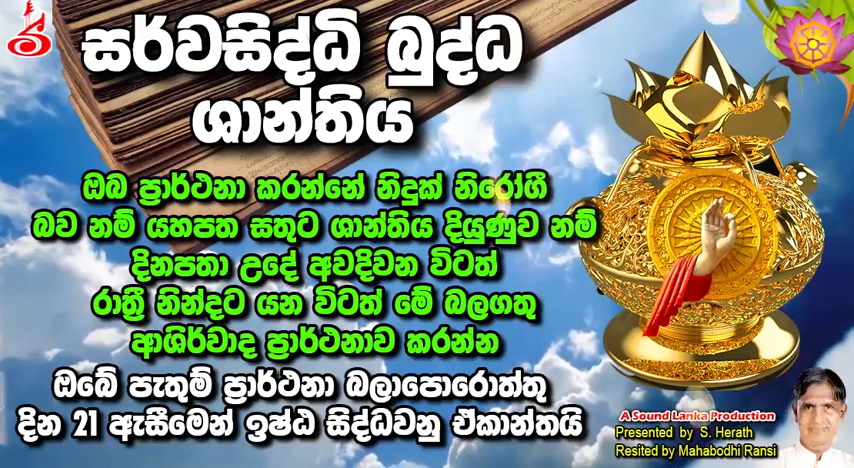 සර්වසිද්ධි බුද්ධ
ශාන්තිය
ඔබ ප්‍රාර්ථනා කරන්නේ නිදුක් නිරෝගී
බව නම් යහපත සතුට ශාන්තිය දියුණුව නම්
දිනපතා උදේ අවදිවන විටත්
රාත්‍රී නින්දට යන විටත් මේ බලගතු
ආශිර්වාද ප්‍රාර්ථනාව කරන්න
ඔබේ පැතුම් ප්‍රාර්ථනා බලාපොරොත්තු
දින 21 ඇසීමෙන් ඉෂ්ඨ සිද්ධවනු ඒකාන්තයි
A Sound Lanka Production
Presented by S. Herath
Resited by Mahabodhi Ransi